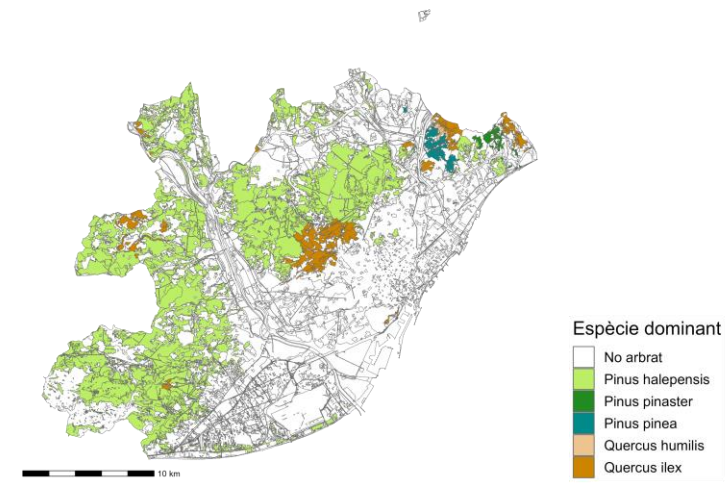 Espècie dominant
No arbrat
Pinus halepensis
Pinus pinaster
Pinus pinea
Quercus humilis
Quercus ilex
10 km